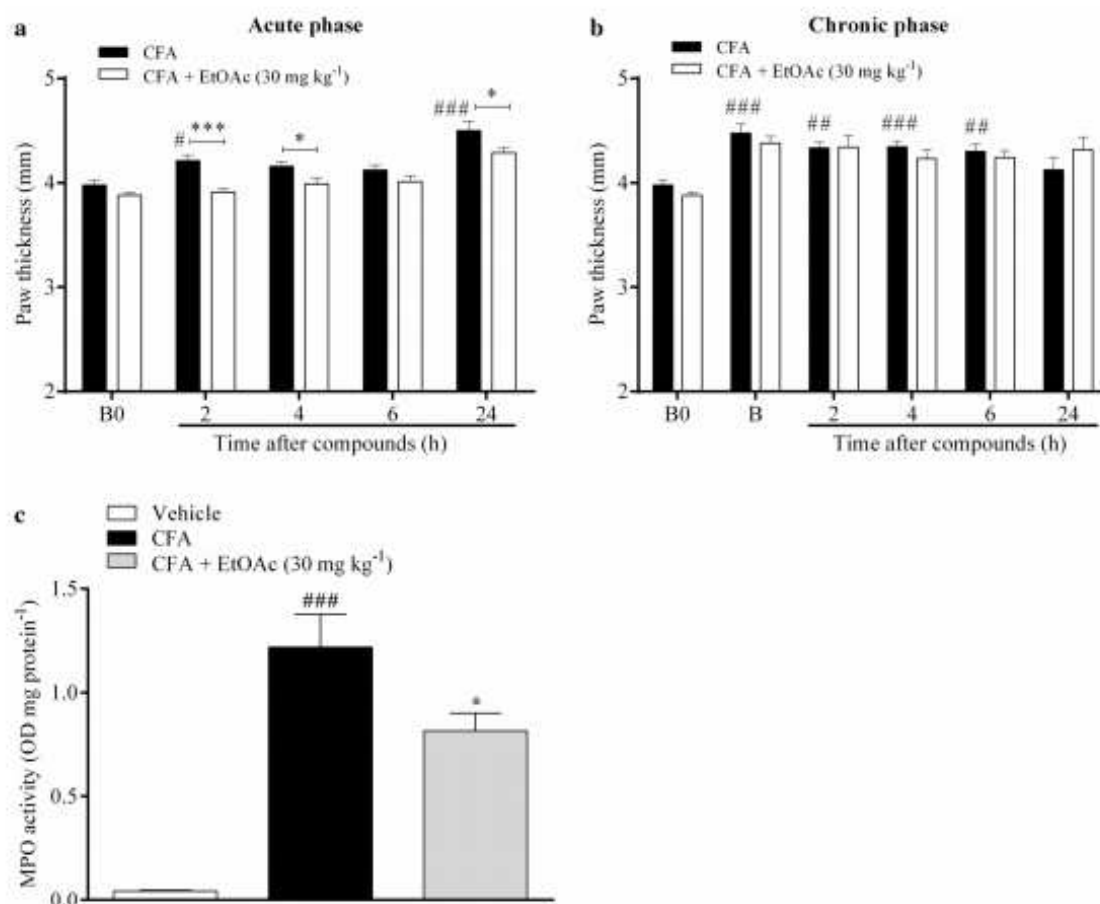 a
Acute phase
CFA
CFA + EtOAc (30 mg kg⁻¹)
Paw thickness (mm)
5
4
3
2
#
***
*
###
*
B0 2 4 6 24
Time after compounds (h)
b
Chronic phase
CFA
CFA + EtOAc (30 mg kg⁻¹)
Paw thickness (mm)
5
4
3
2
###
##
###
##
B0 B 2 4 6 24
Time after compounds (h)
c
Vehicle
CFA
CFA + EtOAc (30 mg kg⁻¹)
MPO activity (OD mg protein⁻¹)
1.5
1.0
0.5
0.0
###
*